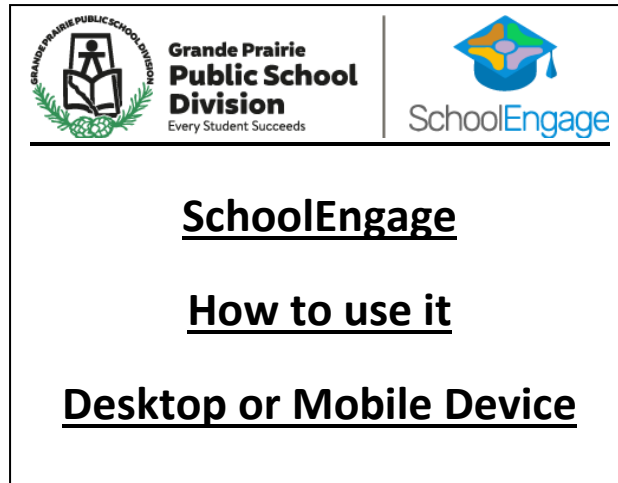 GRANDE PRAIRIE PUBLIC SCHOOL DIVISION
Grande Prairie
Public School
Division
Every Student Succeeds
SchoolEngage
SchoolEngage
How to use it
Desktop or Mobile Device